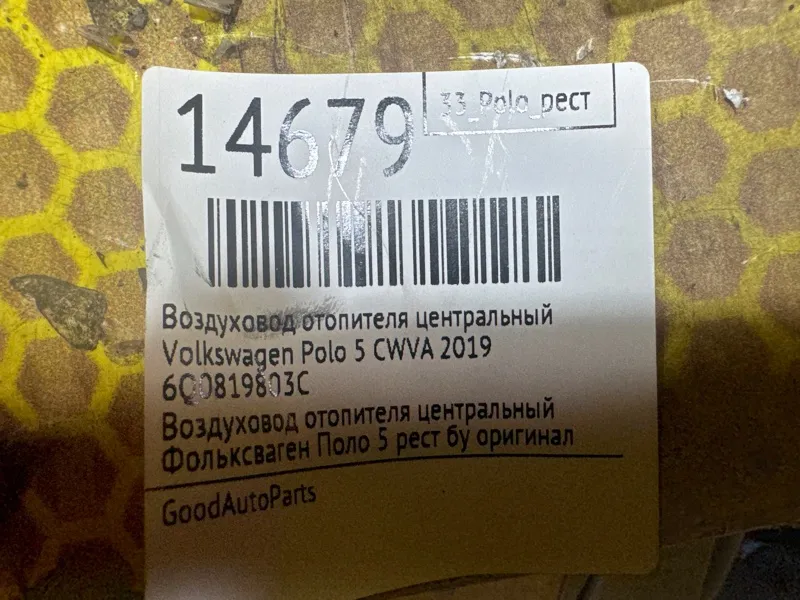 14679
33_Polo_рест
Воздуховод отопителя центральный
Volkswagen Polo 5 CWVA 2019
6Q0819803C
Воздуховод отопителя центральный
Фольксваген Поло 5 рест бу оригинал
GoodAutoParts